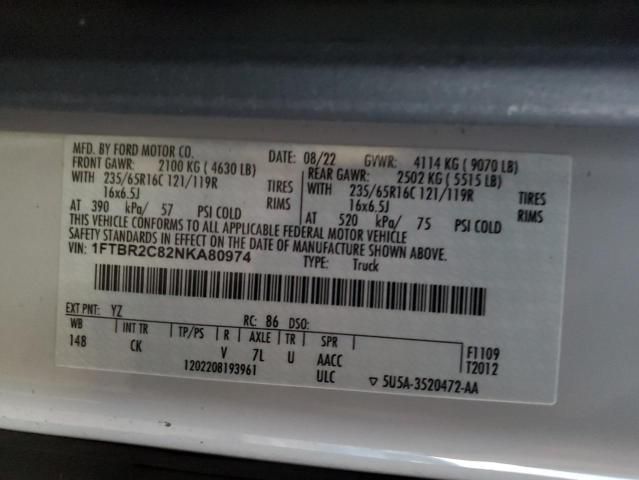 MFD. BY FORD MOTOR CO. DATE: 08/22 GVWR: 4114 KG ( 9070 LB)
FRONT GAWR: 2100 KG ( 4630 LB) REAR GAWR: 2502 KG ( 5515 LB)
WITH 235/65R16C 121/119R TIRES WITH 235/65R16C 121/119R TIRES
16x6.5J RIMS 16x6.5J RIMS
AT 390 kPa/ 57 PSI COLD AT 520 kPa/ 75 PSI COLD
THIS VEHICLE CONFORMS TO ALL APPLICABLE FEDERAL MOTOR VEHICLE
SAFETY STANDARDS IN EFFECT ON THE DATE OF MANUFACTURE SHOWN ABOVE.
VIN: 1FTBR2C82NKA80974 TYPE: Truck
EXT PNT: YZ RC: 86 DSO:
WB INT TR TP/PS R AXLE TR SPR F1109
148 CK V 7L U AACC T2012
1202208193961 ULC ▽ 5U5A-3520472-AA